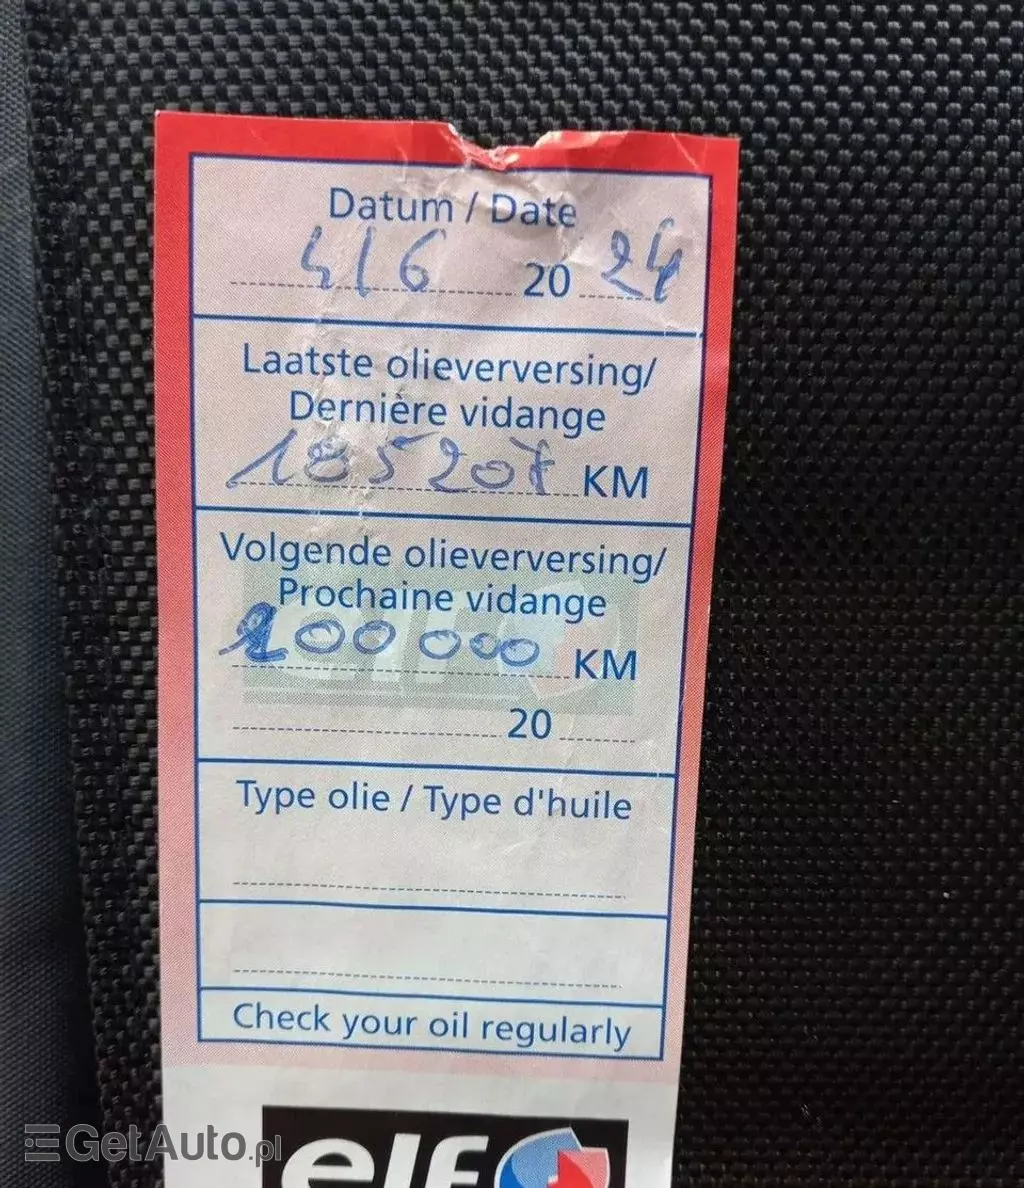 Datum / Date
4/6 20 24
Laatste olieverversing/
Dernière vidange
185 207 KM
Volgende olieverversing/
Prochaine vidange
200 000 KM
20
Type olie / Type d'huile
Check your oil regularly
elf
GetAuto.pl